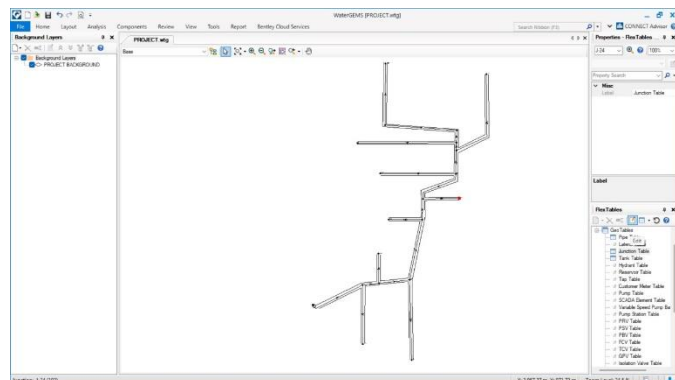 WaterGEMS [PROJECT.wtg]
File Home Layout Analysis Components Review View Tools Report Bentley Cloud Services
CONNECT Advisor
Background Layers
Background Layers
PROJECT BACKGROUND
PROJECT.wtg
Base
Properties - FlexTables
J-34
100%
Property Search
Misc
Label Junction Table
Label
FlexTables
GeoTables
Pipe
Edit
Junction Table
Tank Table
Hydrant Table
Reservoir Table
Tap Table
Customer Meter Table
Pump Table
SCADA Element Table
Variable Speed Pump Ba
Pump Station Table
PRV Table
PSV Table
PBV Table
FCV Table
TCV Table
GPV Table
Isolation Valve Table